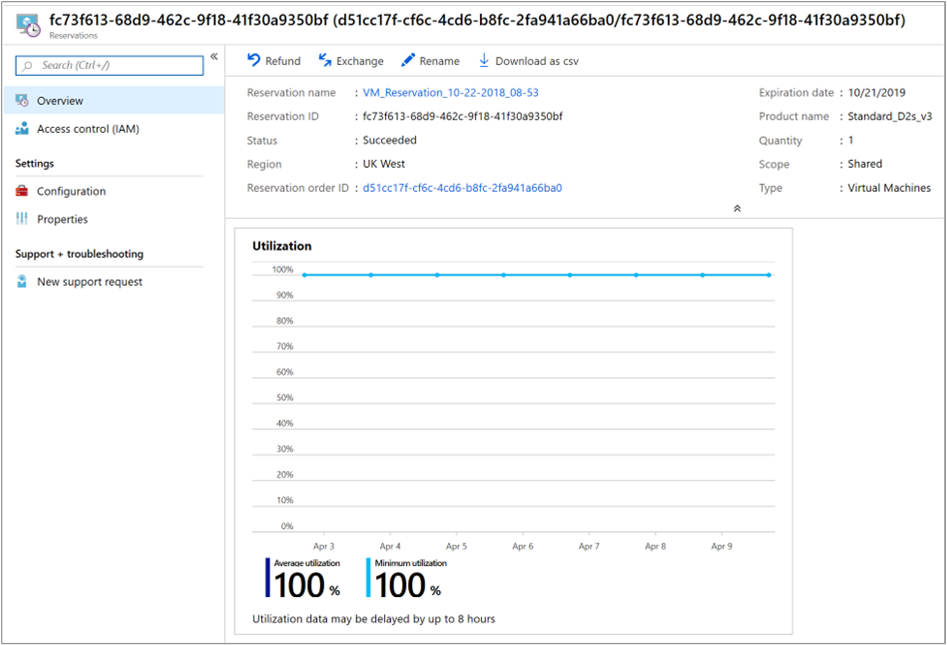 fc73f613-68d9-462c-9f18-41f30a9350bf (d51cc17f-cf6c-4cd6-b8fc-2fa941a66ba0/fc73f613-68d9-462c-9f18-41f30a9350bf)
Reservations
Search (Ctrl+/)
«
Overview
Access control (IAM)
Settings
Configuration
Properties
Support + troubleshooting
New support request
Refund Exchange Rename Download as csv
Reservation name : VM_Reservation_10-22-2018_08-53
Reservation ID : fc73f613-68d9-462c-9f18-41f30a9350bf
Status : Succeeded
Region : UK West
Reservation order ID : d51cc17f-cf6c-4cd6-b8fc-2fa941a66ba0
Expiration date : 10/21/2019
Product name : Standard_D2s_v3
Quantity : 1
Scope : Shared
Type : Virtual Machines
Utilization
100%
90%
80%
70%
60%
50%
40%
30%
20%
10%
0%
Apr 3 Apr 4 Apr 5 Apr 6 Apr 7 Apr 8 Apr 9
Average utilization
100 %
Minimum utilization
100 %
Utilization data may be delayed by up to 8 hours